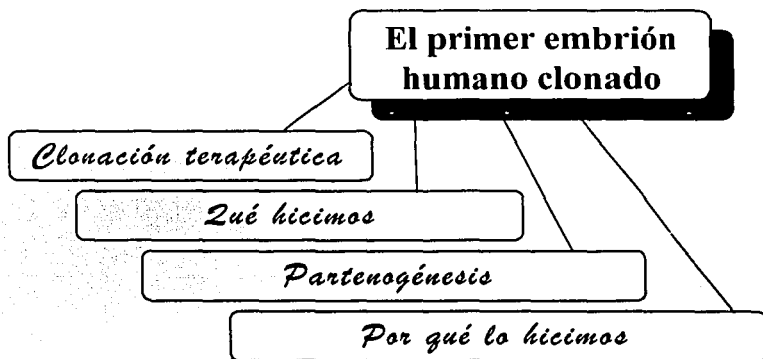 El primer embrión
humano clonado
Clonación terapéutica
Qué hicimos
Partenogénesis
Por qué lo hicimos